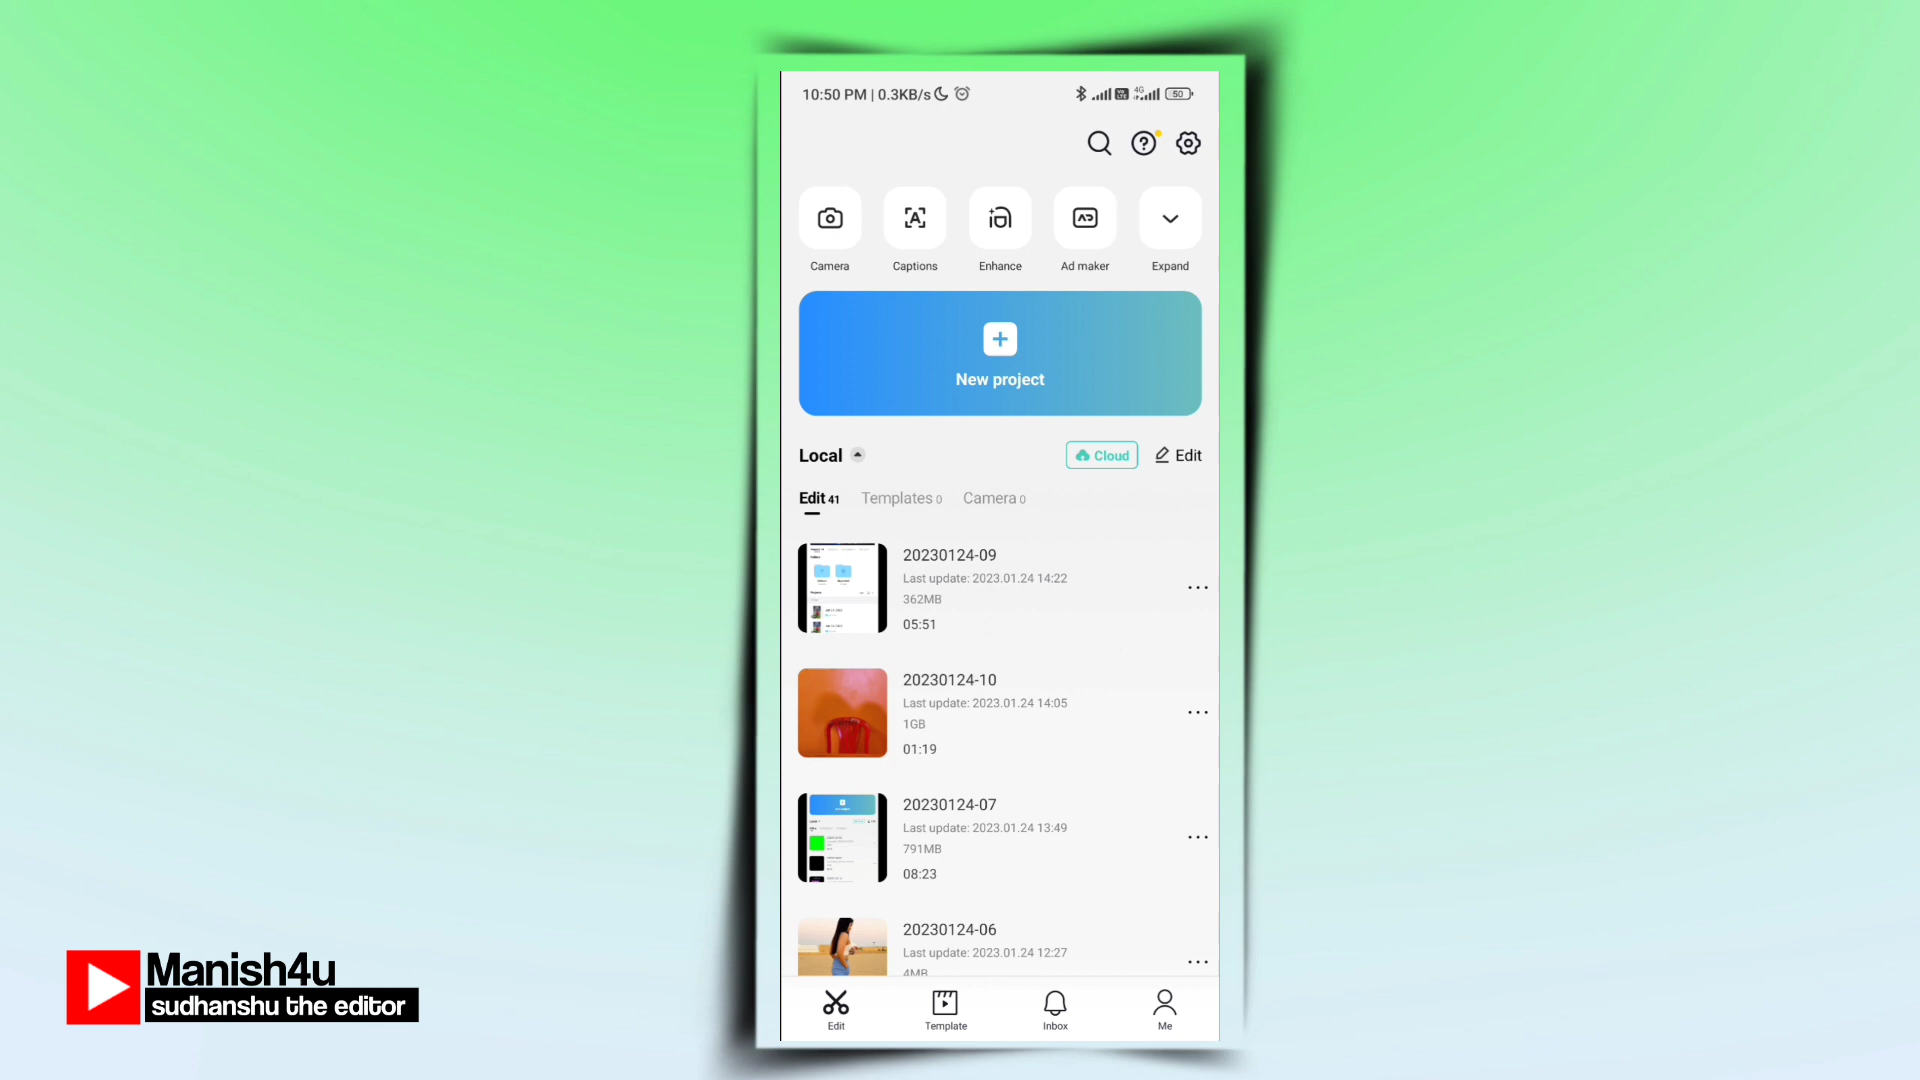 10:50 PM | 0.3KB/s
4G
50
Camera
Captions
Enhance
Ad maker
Expand
New project
Local
Cloud
Edit
Edit 41
Templates 0
Camera 0
20230124-09
Last update: 2023.01.24 14:22
362MB
05:51
20230124-10
Last update: 2023.01.24 14:05
1GB
01:19
20230124-07
Last update: 2023.01.24 13:49
791MB
08:23
20230124-06
Last update: 2023.01.24 12:27
4MB
Edit
Template
Inbox
Me
Manish4u
sudhanshu the editor